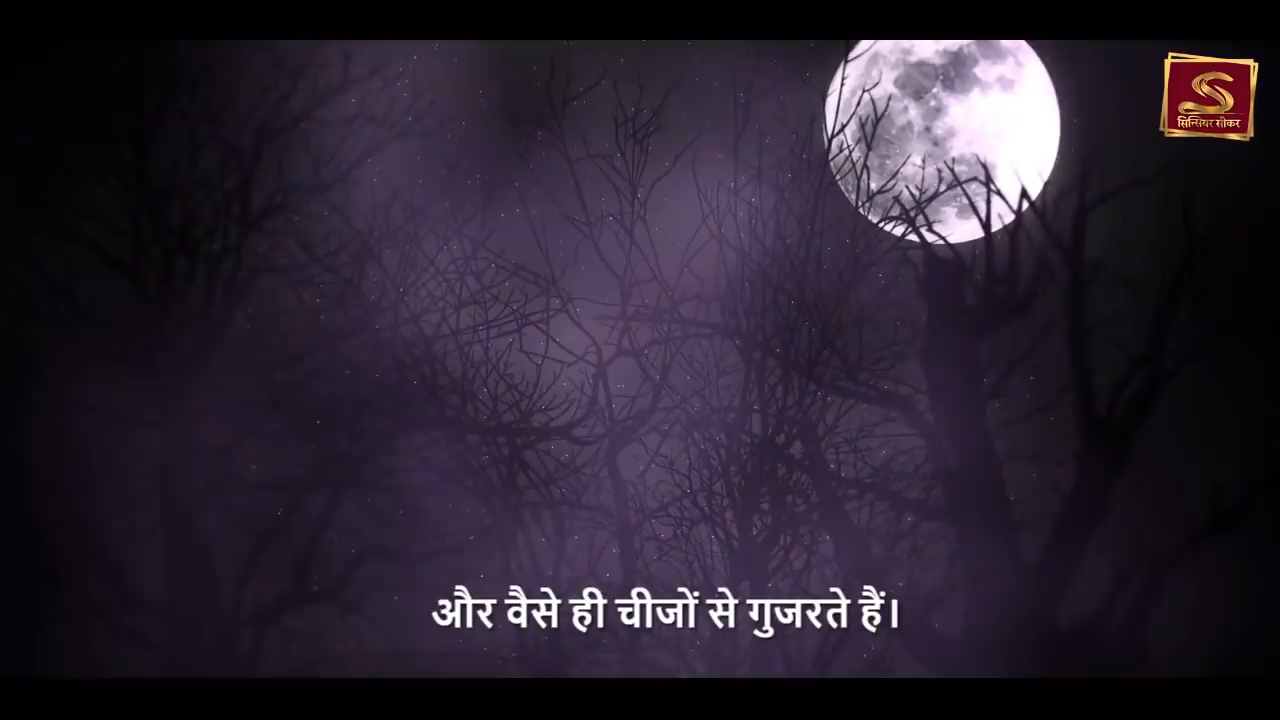 सिन्सियर सीकर
और वैसे ही चीजों से गुजरते हैं।